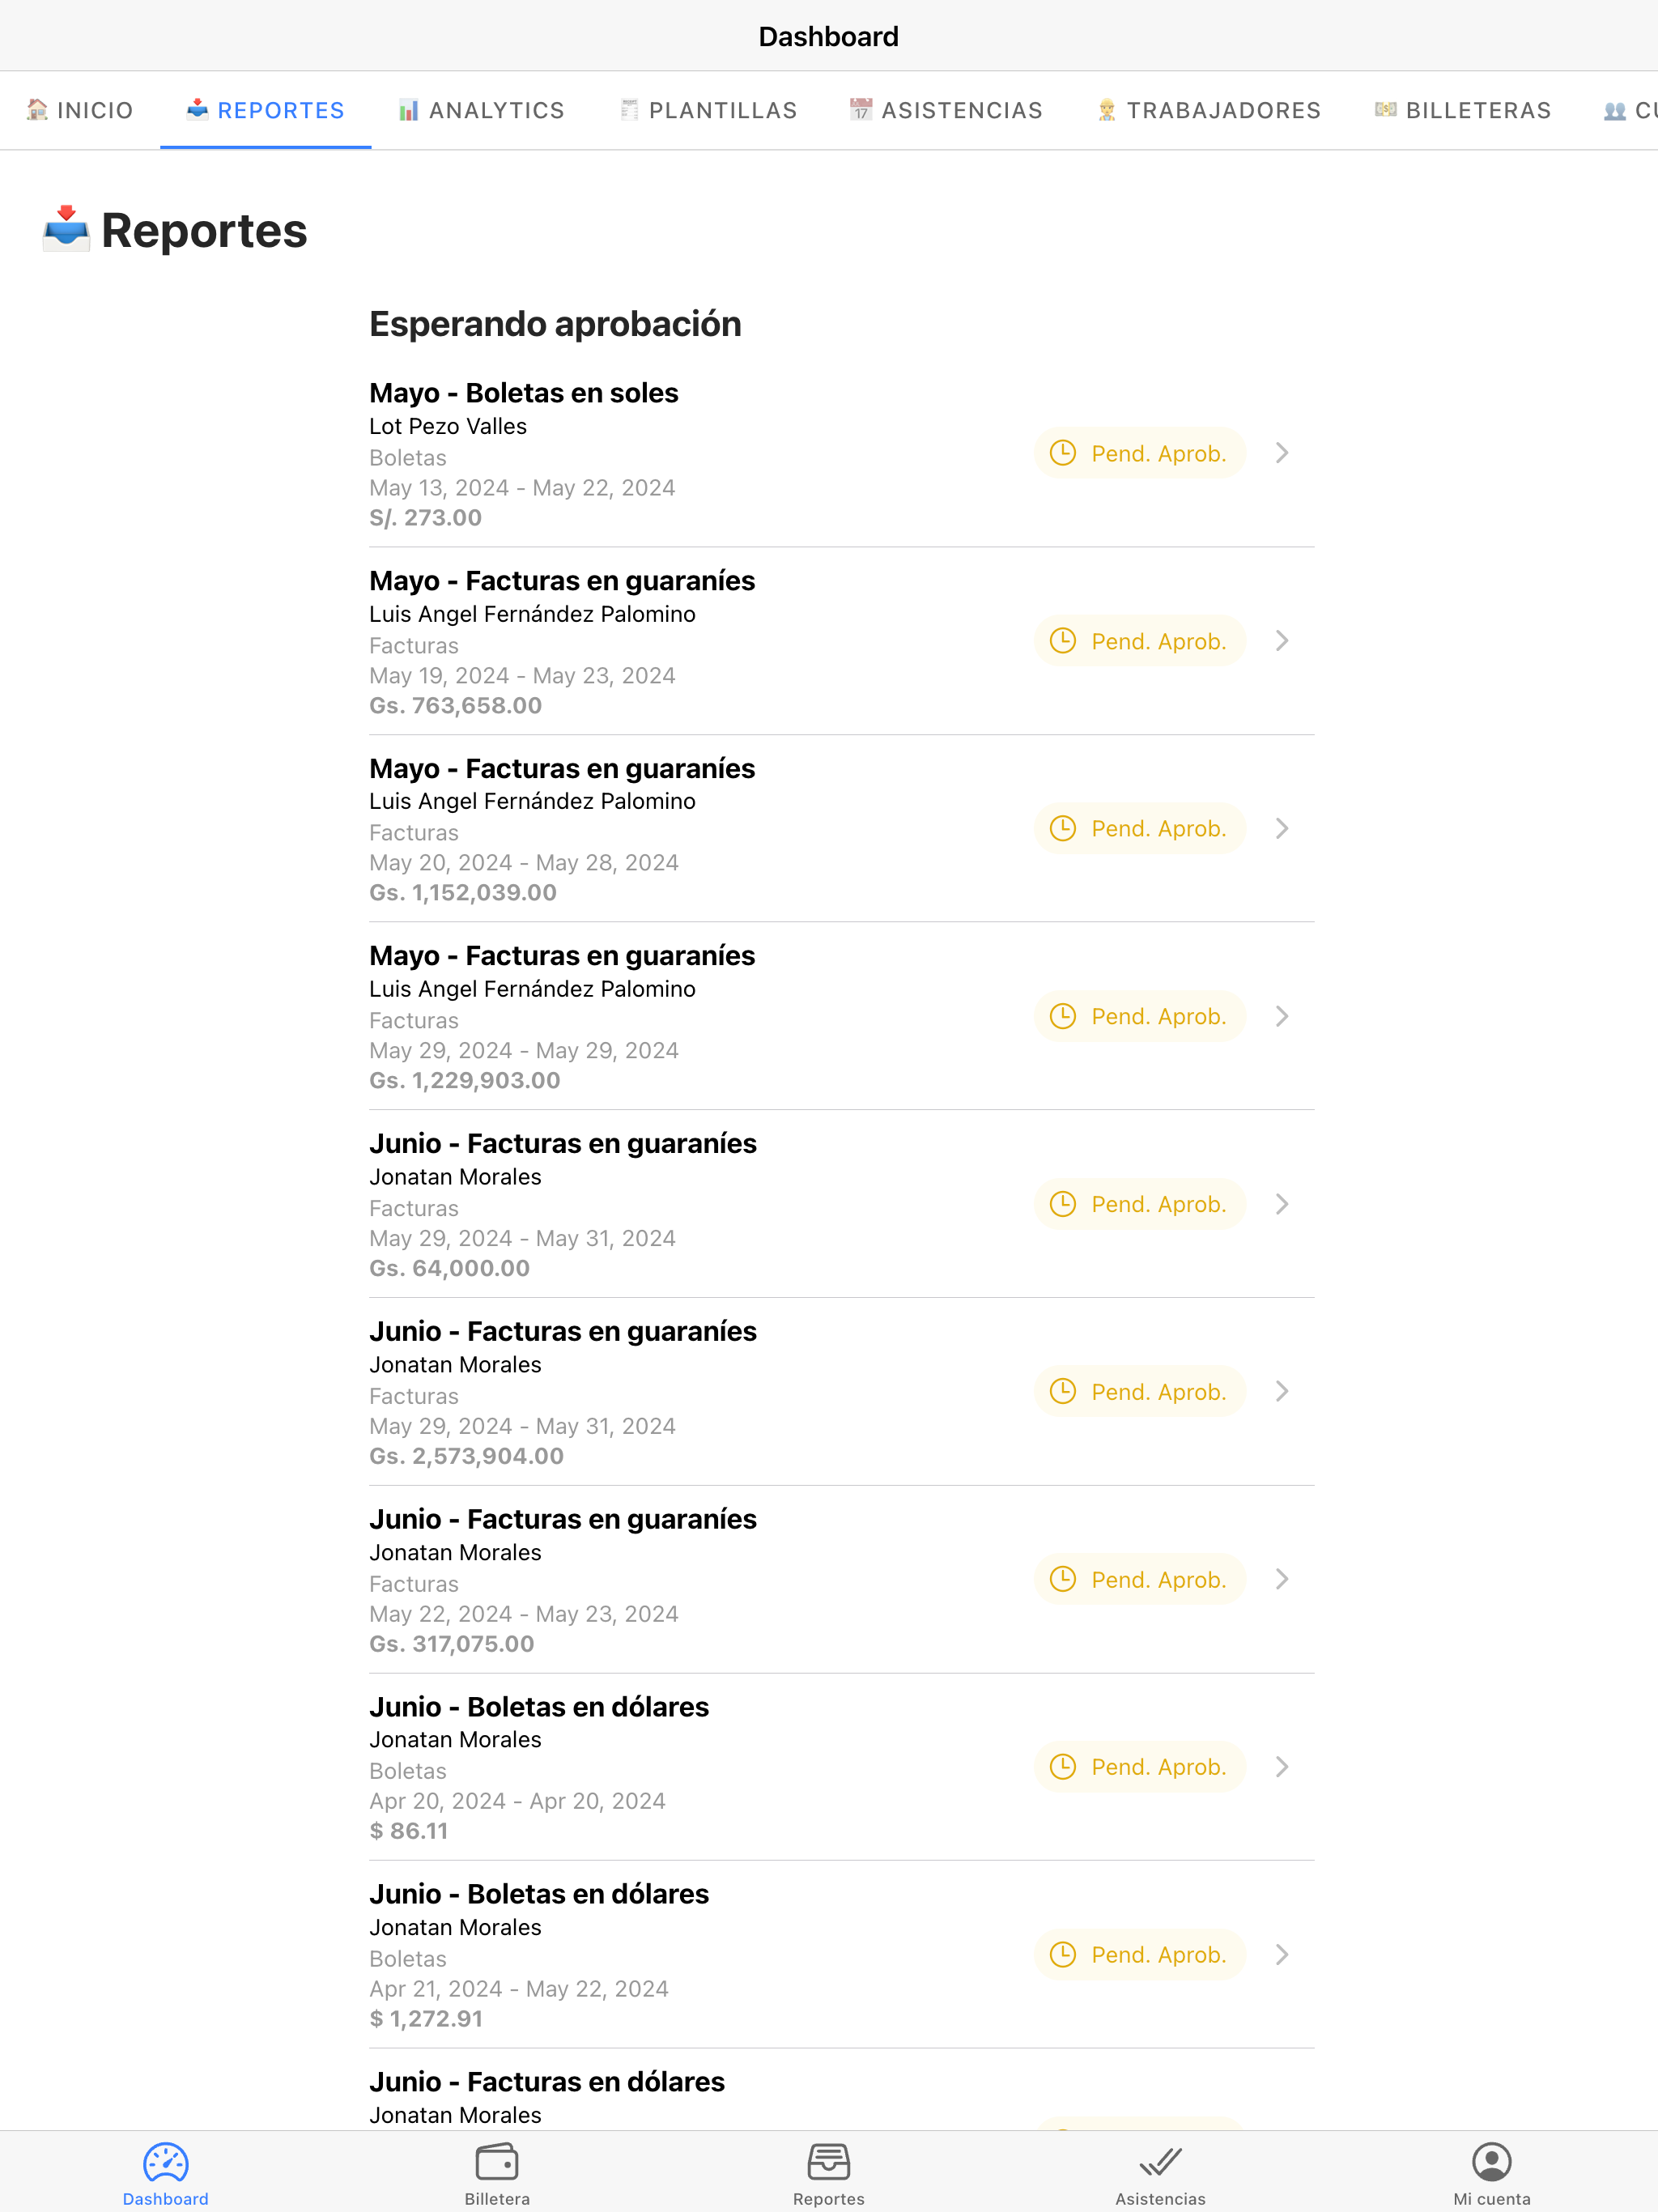 Dashboard
INICIO REPORTES ANALYTICS PLANTILLAS 17 ASISTENCIAS TRABAJADORES BILLETERAS
Reportes
Esperando aprobación
Mayo - Boletas en soles
Lot Pezo Valles
Boletas
Pend. Aprob.
May 13, 2024 - May 22, 2024
S/. 273.00
Mayo - Facturas en guaraníes
Luis Angel Fernández Palomino
Facturas
Pend. Aprob.
May 19, 2024 - May 23, 2024
Gs. 763,658.00
Mayo - Facturas en guaraníes
Luis Angel Fernández Palomino
Facturas
Pend. Aprob.
May 20, 2024 - May 28, 2024
Gs. 1,152,039.00
Mayo - Facturas en guaraníes
Luis Angel Fernández Palomino
Facturas
Pend. Aprob.
May 29, 2024 - May 29, 2024
Gs. 1,229,903.00
Junio - Facturas en guaraníes
Jonatan Morales
Facturas
Pend. Aprob.
May 29, 2024 - May 31, 2024
Gs. 64,000.00
Junio - Facturas en guaraníes
Jonatan Morales
Facturas
Pend. Aprob.
May 29, 2024 - May 31, 2024
Gs. 2,573,904.00
Junio - Facturas en guaraníes
Jonatan Morales
Facturas
Pend. Aprob.
May 22, 2024 - May 23, 2024
Gs. 317,075.00
Junio - Boletas en dólares
Jonatan Morales
Boletas
Pend. Aprob.
Apr 20, 2024 - Apr 20, 2024
$ 86.11
Junio - Boletas en dólares
Jonatan Morales
Boletas
Pend. Aprob.
Apr 21, 2024 - May 22, 2024
$ 1,272.91
Junio - Facturas en dólares
Jonatan Morales
Dashboard Billetera Reportes Asistencias Mi cuenta